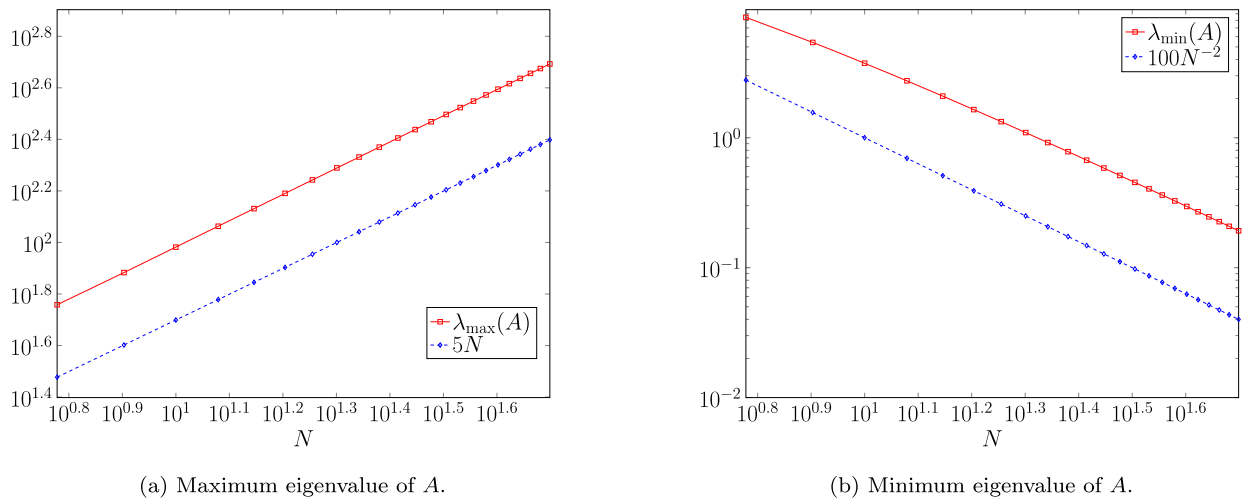 10^{2.8}
10^{2.6}
10^{2.4}
10^{2.2}
10^{2}
10^{1.8}
10^{1.6}
10^{1.4}
λ_{max}(A)
5N
10^{0.8} 10^{0.9} 10^{1} 10^{1.1} 10^{1.2} 10^{1.3} 10^{1.4} 10^{1.5} 10^{1.6}
N
(a) Maximum eigenvalue of A.
λ_{min}(A)
100N^{−2}
10^{0}
10^{−1}
10^{−2}
10^{0.8} 10^{0.9} 10^{1} 10^{1.1} 10^{1.2} 10^{1.3} 10^{1.4} 10^{1.5} 10^{1.6}
N
(b) Minimum eigenvalue of A.